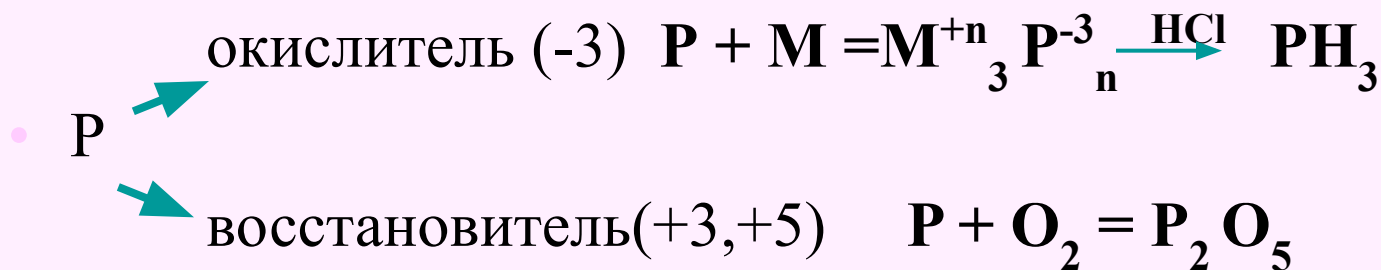 окислитель (-3) P + M =M⁺ⁿ₃ P⁻³ₙ HCl PH₃
• P
восстановитель(+3,+5) P + O₂ = P₂ O₅